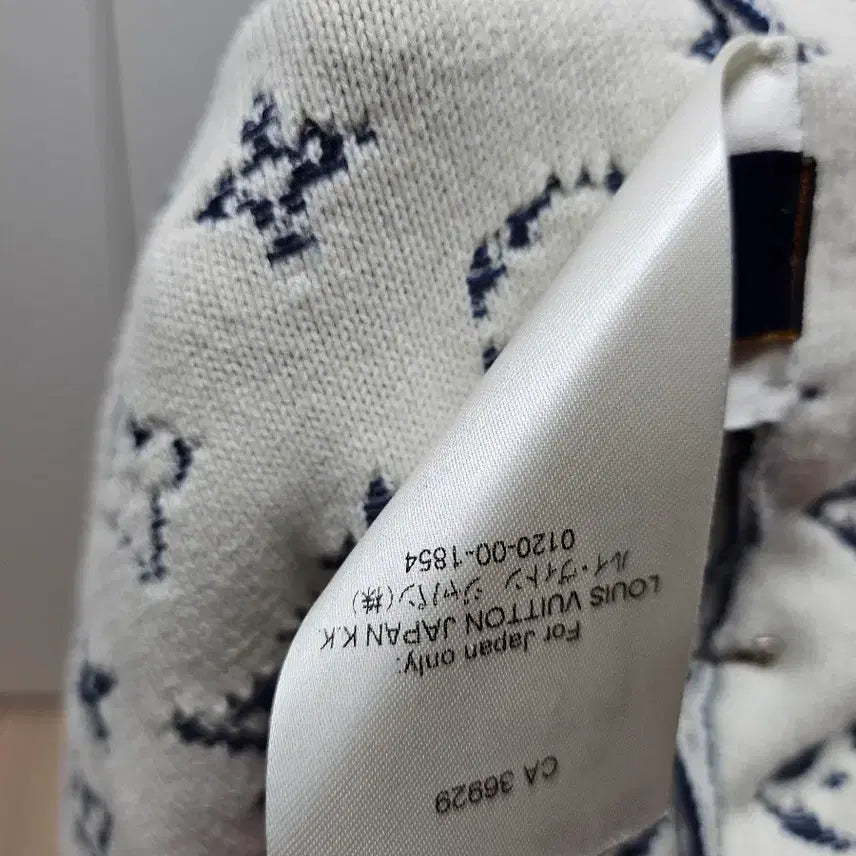 CA 36929
For Japan only:
LOUIS VUITTON JAPAN K.K.
ルイ・ヴィトン ジャパン(株)
0120-00-1854